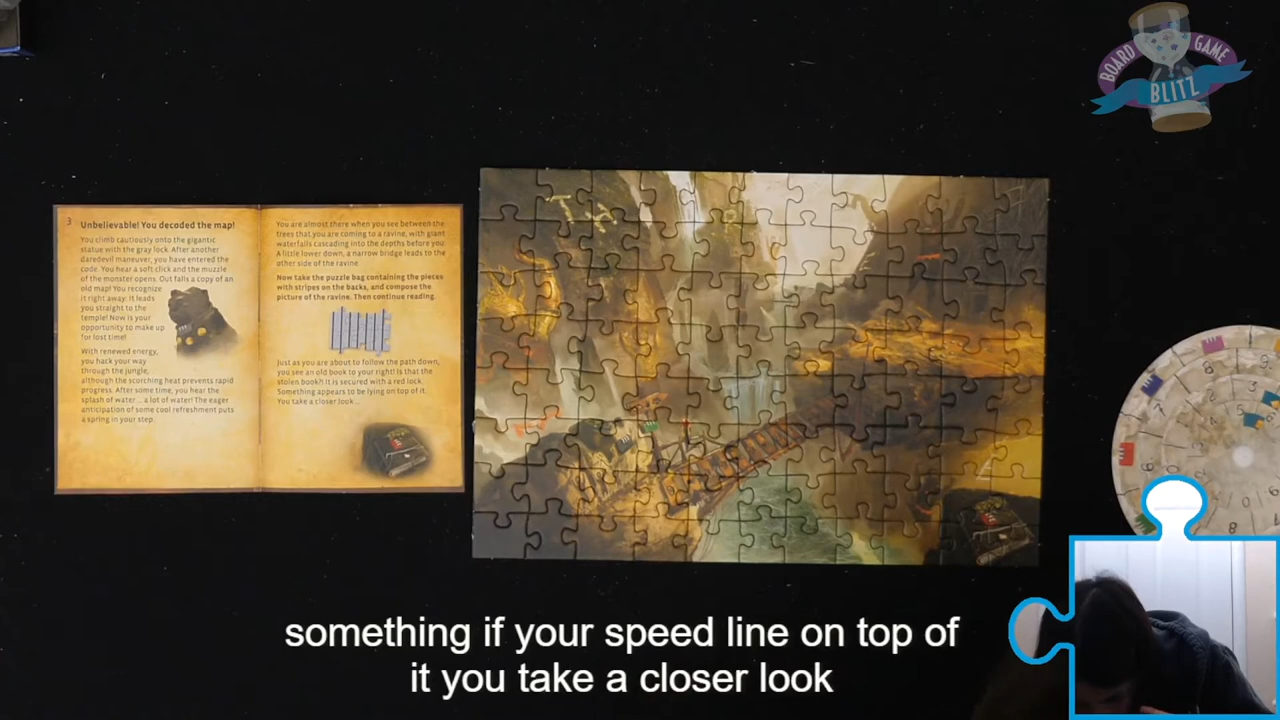 BOARD GAME
BLITZ
3
Unbelievable! You decoded the map!
You climb cautiously onto the gigantic
statue with the gray lock. After another
daredevil maneuver, you have entered the
code. You hear a soft click and the muzzle
of the monster opens. Out falls a copy of an
old map! You recognize
it right away: It leads
you straight to the
temple! Now is your
opportunity to make up
for lost time!
With renewed energy,
you hack your way
through the jungle,
although the scorching heat prevents rapid
progress. After some time, you hear the
splash of water... a lot of water! The eager
anticipation of some cool refreshment puts
a spring in your step.
You are almost there when you see between the
trees that you are coming to a ravine, with giant
waterfalls cascading into the depths before you.
A little lower down, a narrow bridge leads to the
other side of the ravine.
Now take the puzzle bag containing the pieces
with stripes on the backs, and compose the
picture of the ravine. Then continue reading.
Just as you are about to follow the path down,
you see an old book to your right! Is that the
stolen book?! It is secured with a red lock.
Something appears to be lying on top of it.
You take a closer look...
something if your speed line on top of
it you take a closer look